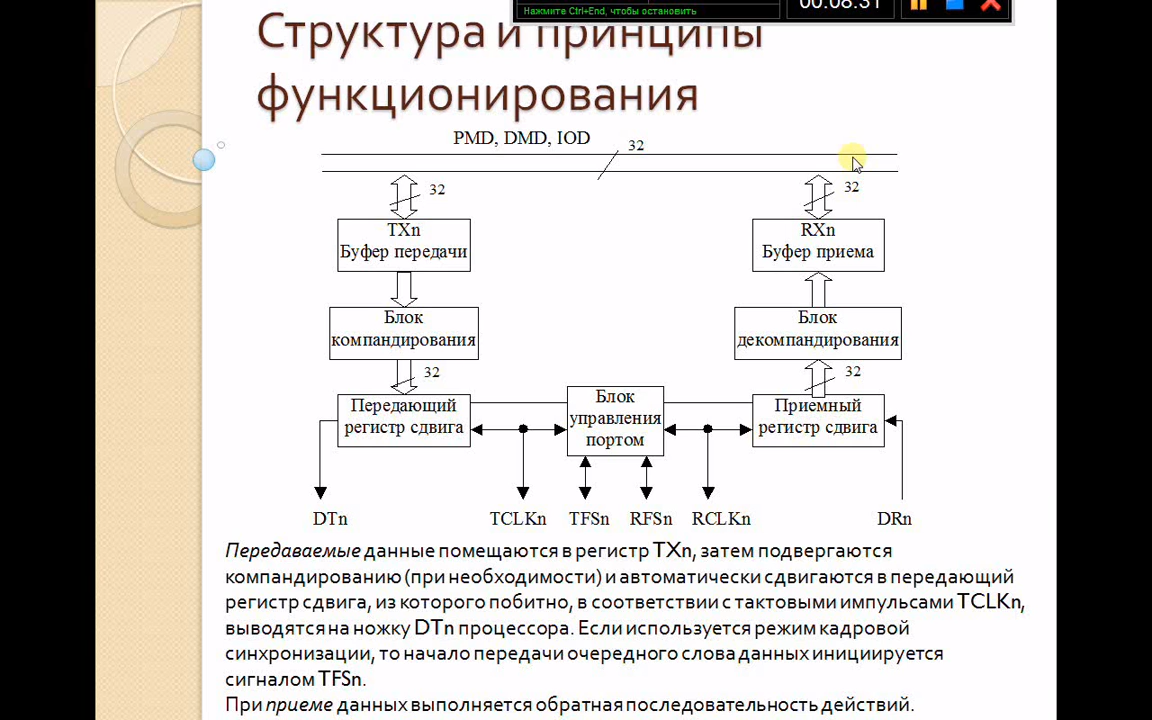 Нажмите Ctrl+End, чтобы остановить
00:08:31
Структура и принципы
функционирования
PMD, DMD, IOD
32
32
32
TXn
Буфер передачи
RXn
Буфер приема
Блок
компандирования
Блок
декомпандирования
32
32
Передающий
регистр сдвига
Блок
управления
портом
Приемный
регистр сдвига
DTn
TCLKn
TFSn
RFSn
RCLKn
DRn
Передаваемые данные помещаются в регистр TXn, затем подвергаются
компандированию (при необходимости) и автоматически сдвигаются в передающий
регистр сдвига, из которого побитно, в соответствии с тактовыми импульсами TCLKn,
выводятся на ножку DTn процессора. Если используется режим кадровой
синхронизации, то начало передачи очередного слова данных инициируется
сигналом TFSn.
При приеме данных выполняется обратная последовательность действий.